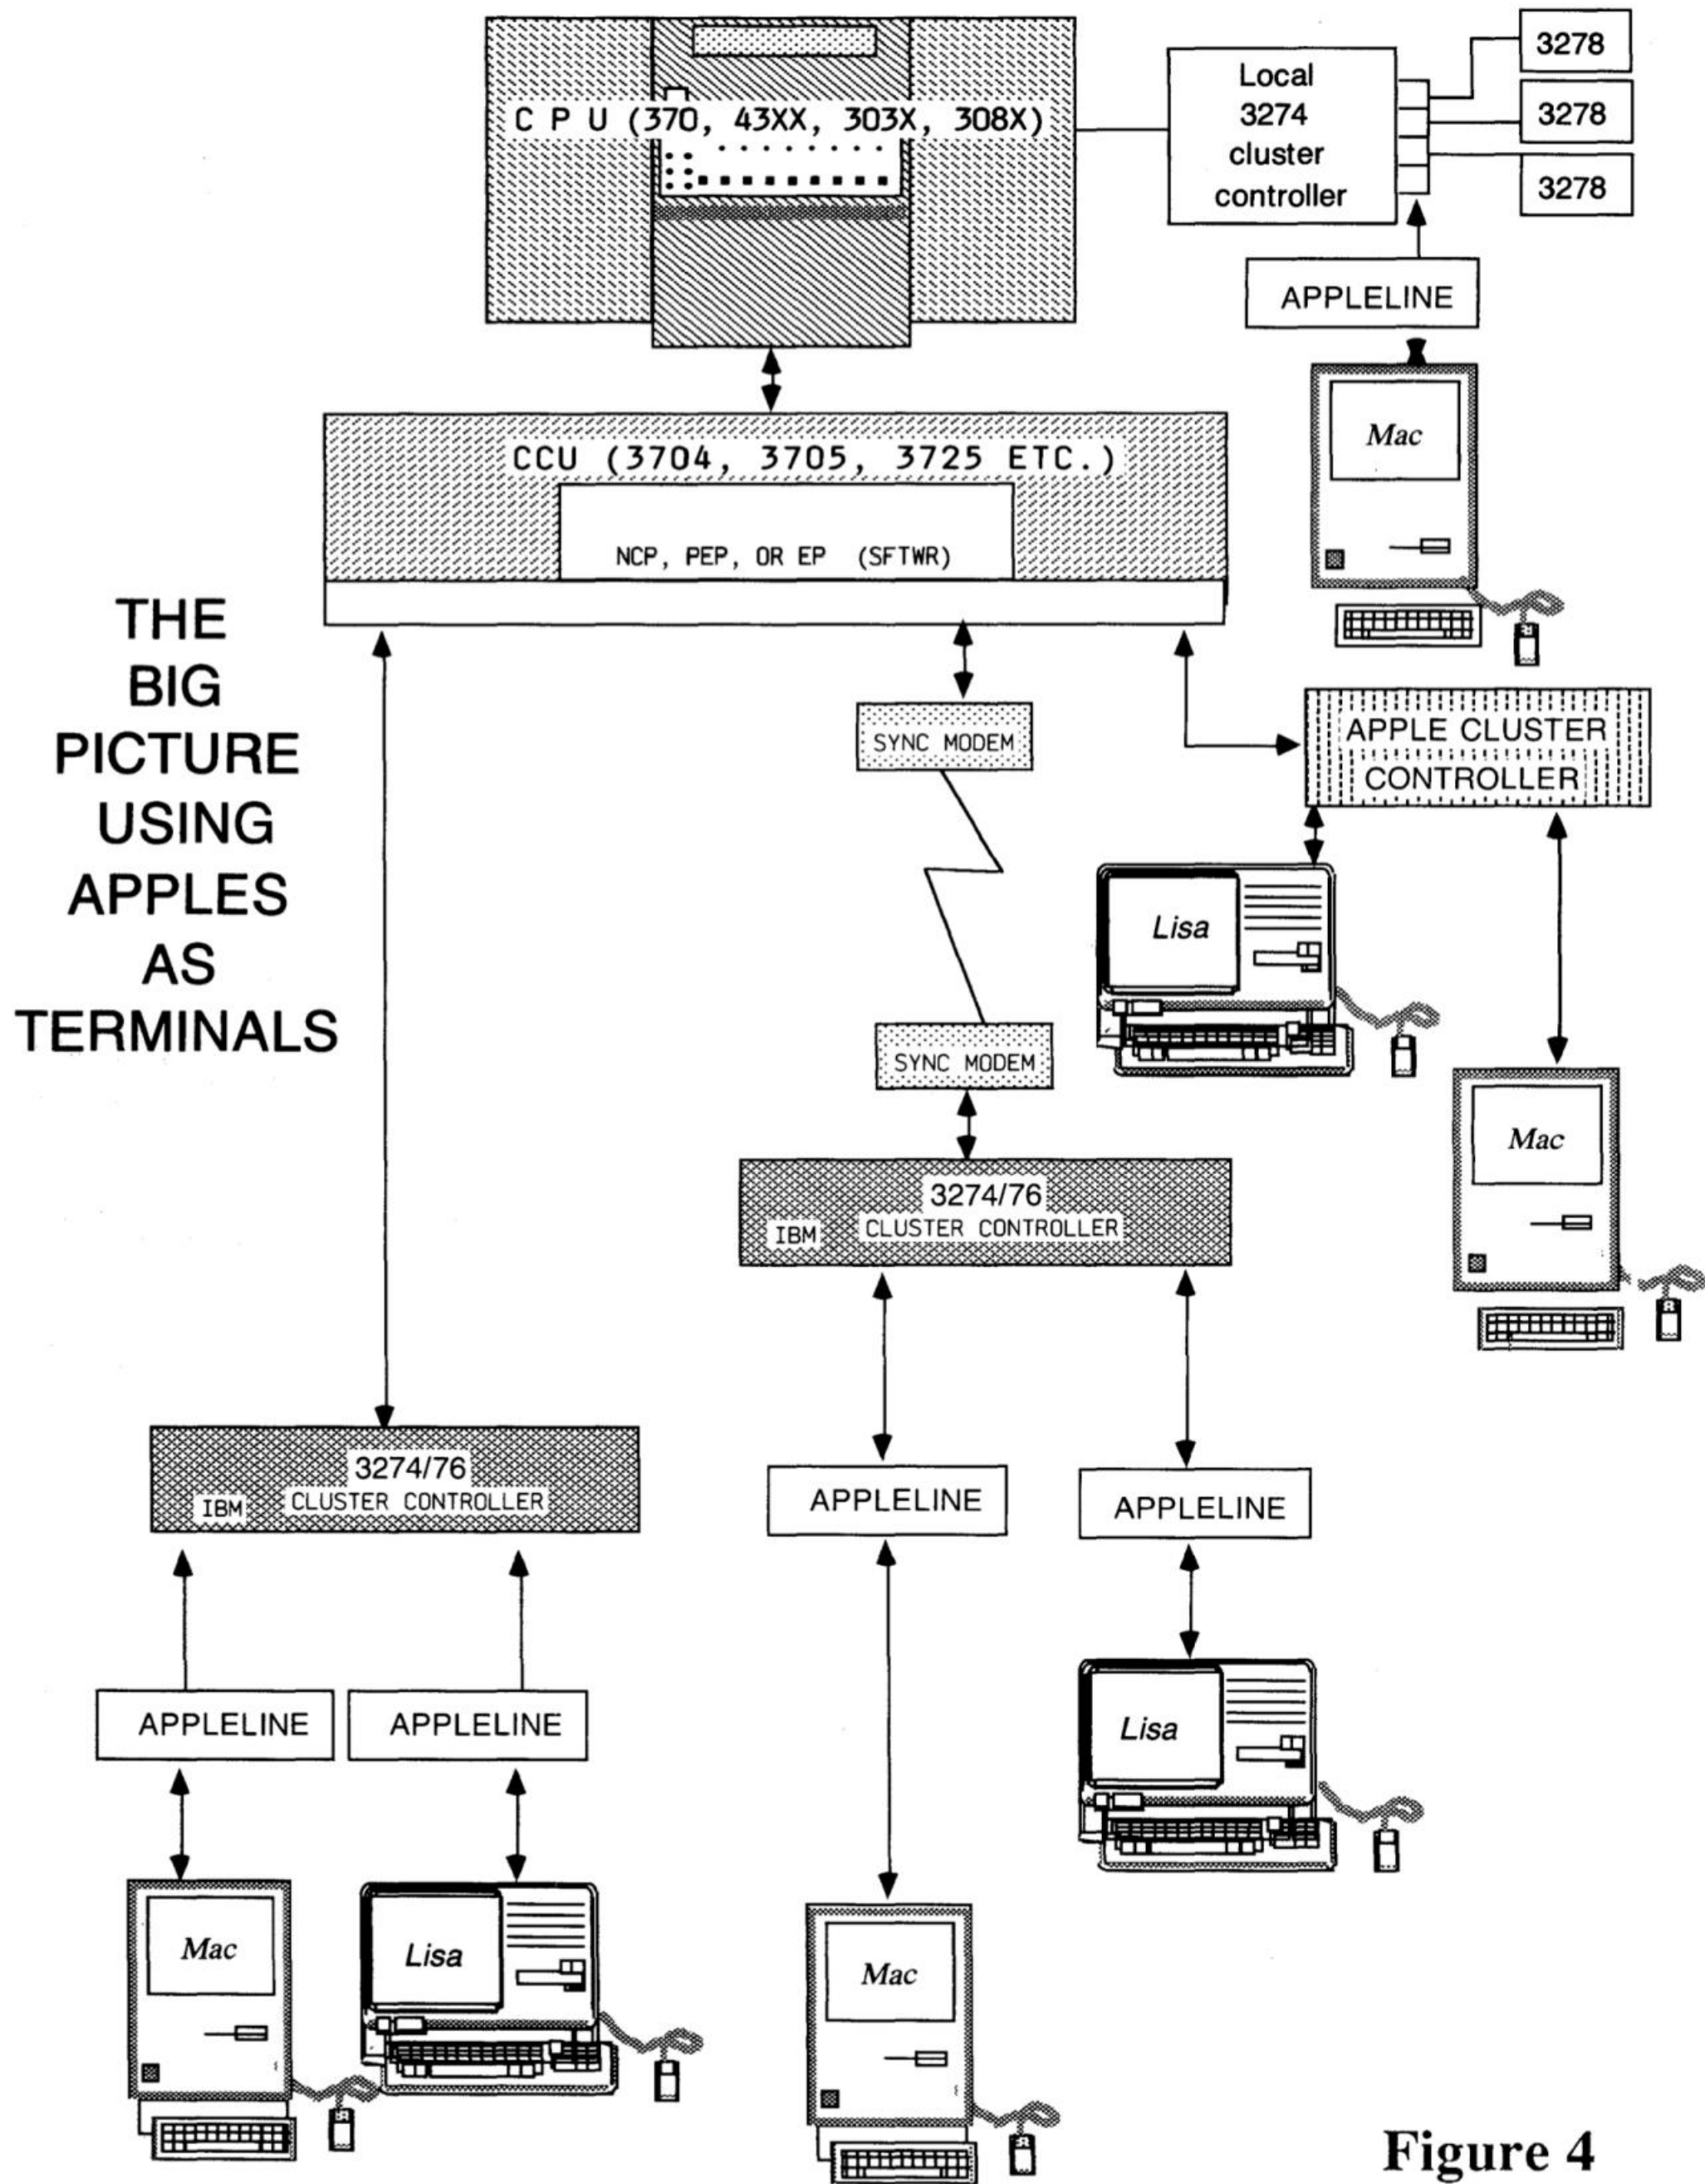 C P U (370, 43XX, 303X, 308X)
Local
3274
cluster
controller
3278
3278
3278
APPLELINE
Mac
CCU (3704, 3705, 3725 ETC.)
NCP, PEP, OR EP (SFTWR)
THE
BIG
PICTURE
USING
APPLES
AS
TERMINALS
SYNC MODEM
APPLE CLUSTER
CONTROLLER
Lisa
SYNC MODEM
Mac
3274/76
IBM CLUSTER CONTROLLER
3274/76
IBM CLUSTER CONTROLLER
APPLELINE
APPLELINE
APPLELINE
APPLELINE
Lisa
Mac
Lisa
Mac
Figure 4